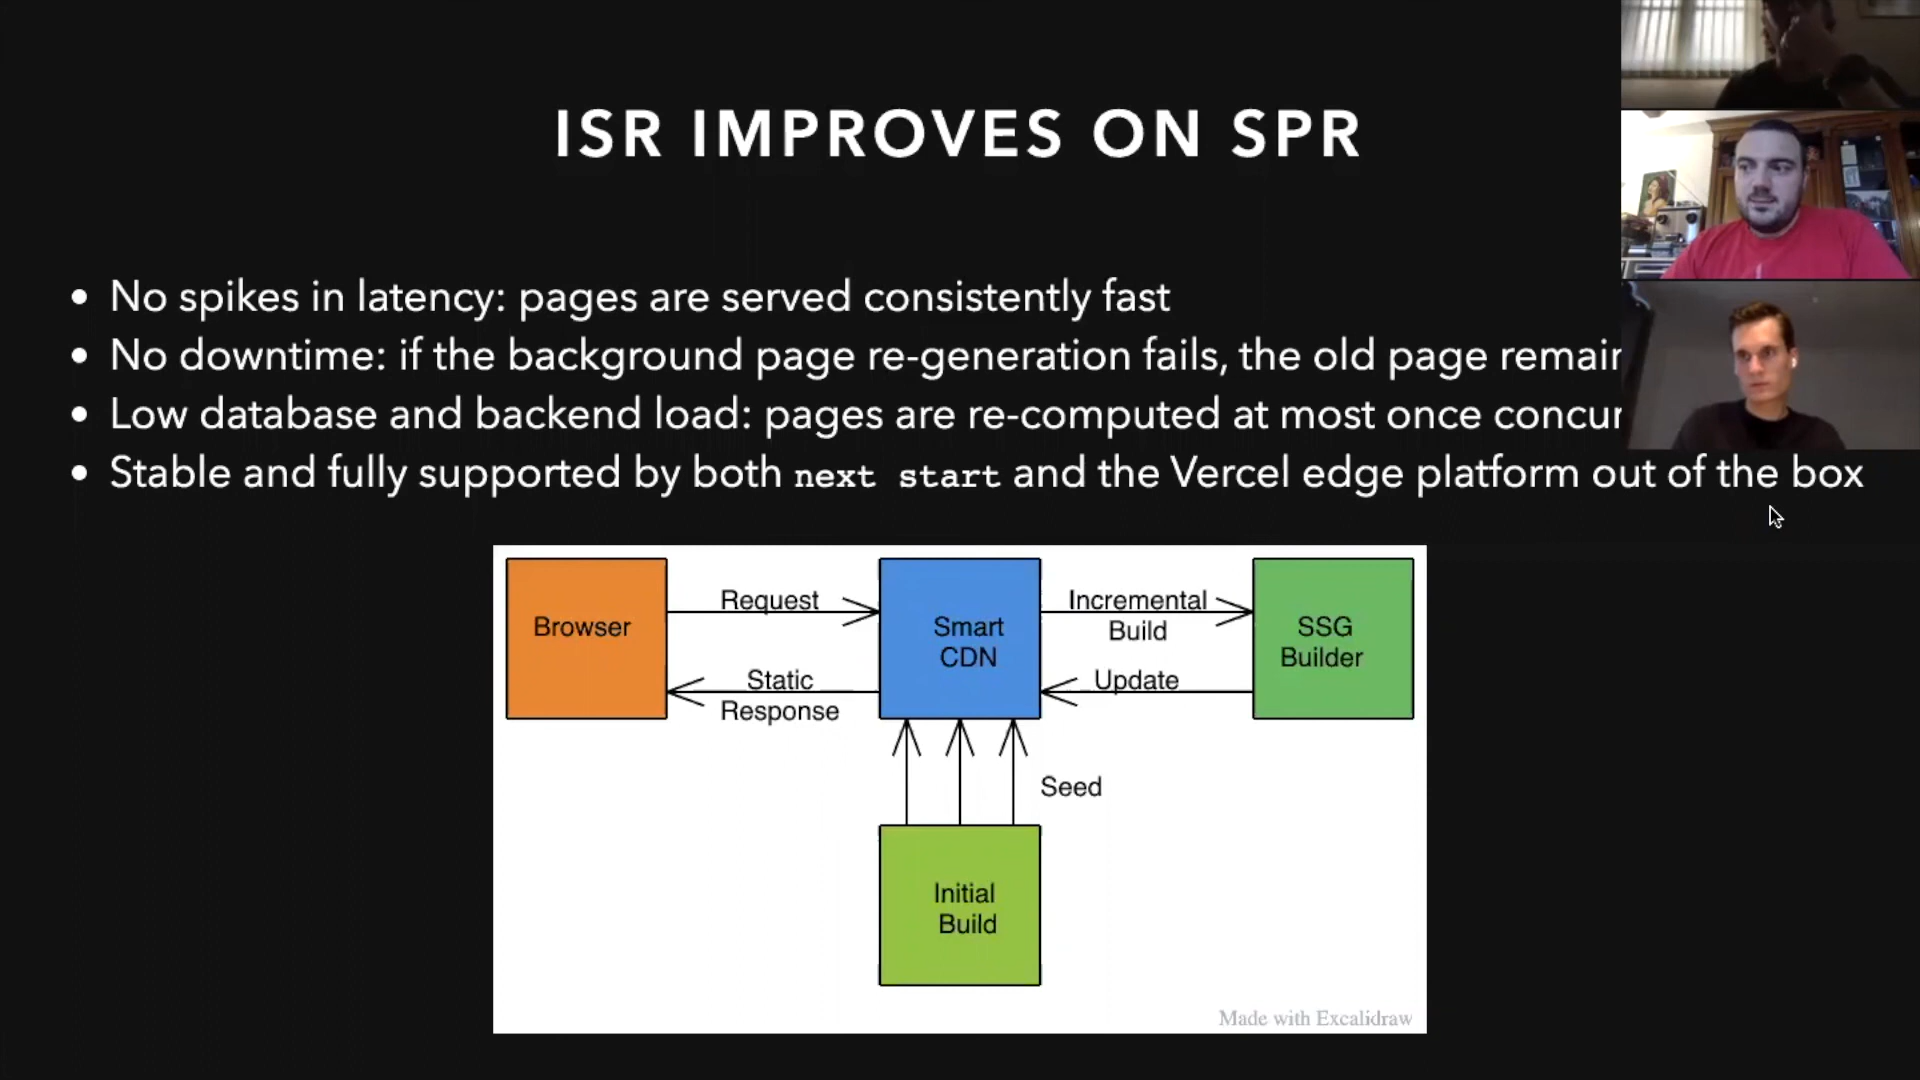 ISR IMPROVES ON SPR
No spikes in latency: pages are served consistently fast
No downtime: if the background page re-generation fails, the old page
Low database and backend load: pages are re-computed at most once
Stable and fully supported by both next start and the Vercel edge platform out of the box
Browser
Request
Static
Response
Smart
CDN
Incremental
Build
Update
SSG
Builder
Seed
Initial
Build
Made with Excalidraw